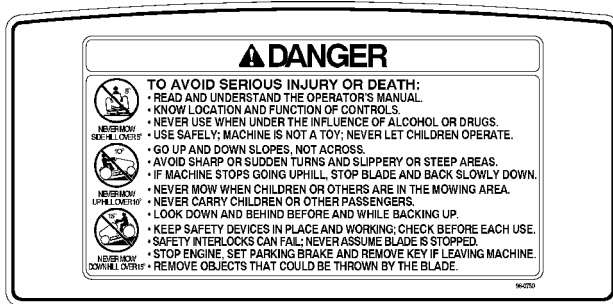 ⚠DANGER
TO AVOID SERIOUS INJURY OR DEATH:
• READ AND UNDERSTAND THE OPERATOR'S MANUAL.
• KNOW LOCATION AND FUNCTION OF CONTROLS.
• NEVER USE WHEN UNDER THE INFLUENCE OF ALCOHOL OR DRUGS.
• USE SAFELY; MACHINE IS NOT A TOY; NEVER LET CHILDREN OPERATE.
• GO UP AND DOWN SLOPES, NOT ACROSS.
• AVOID SHARP OR SUDDEN TURNS AND SLIPPERY OR STEEP AREAS.
• IF MACHINE STOPS GOING UPHILL, STOP BLADE AND BACK SLOWLY DOWN.
• NEVER MOW WHEN CHILDREN OR OTHERS ARE IN THE MOWING AREA.
• NEVER CARRY CHILDREN OR OTHER PASSENGERS.
• LOOK DOWN AND BEHIND BEFORE AND WHILE BACKING UP.
• KEEP SAFETY DEVICES IN PLACE AND WORKING; CHECK BEFORE EACH USE.
• SAFETY INTERLOCKS CAN FAIL; NEVER ASSUME BLADE IS STOPPED.
• STOP ENGINE, SET PARKING BRAKE AND REMOVE KEY IF LEAVING MACHINE.
• REMOVE OBJECTS THAT COULD BE THROWN BY THE BLADE.
5°
NEVER MOW
SIDE HILL OVER 5°
10°
NEVER MOW
UPHILL OVER 10°
15°
NEVER MOW
DOWNHILL OVER 15°
98-0750